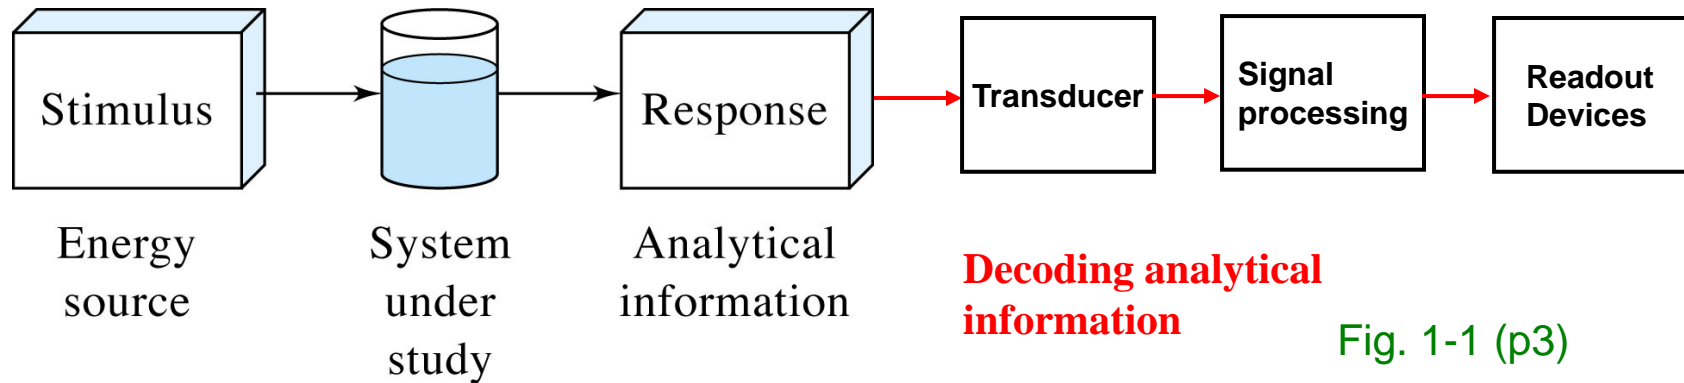 Stimulus
Response
Transducer
Signal
processing
Readout
Devices
Energy
source
System
under
study
Analytical
information
Decoding analytical
information
Fig. 1-1 (p3)